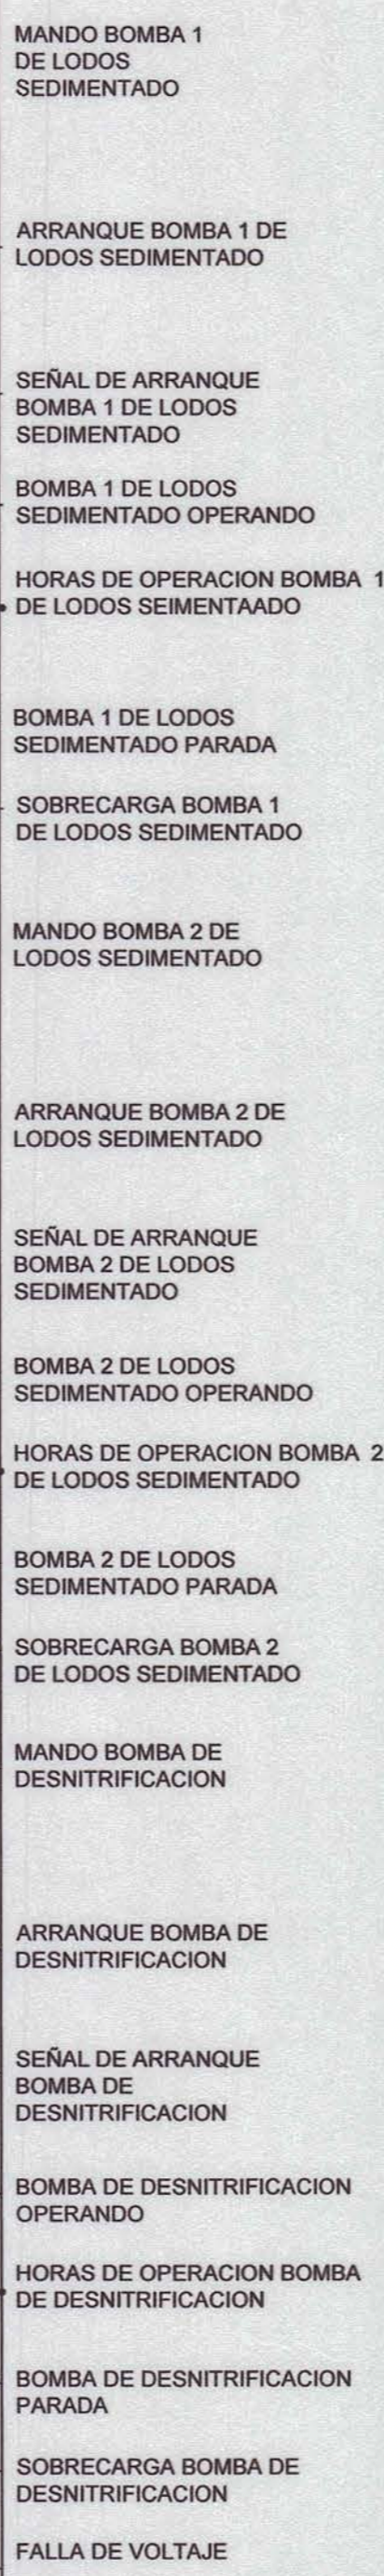 MANDO BOMBA 1
DE LODOS
SEDIMENTADO
ARRANQUE BOMBA 1 DE
LODOS SEDIMENTADO
SEÑAL DE ARRANQUE
BOMBA 1 DE LODOS
SEDIMENTADO
BOMBA 1 DE LODOS
SEDIMENTADO OPERANDO
HORAS DE OPERACION BOMBA 1
DE LODOS SEIMENTAADO
BOMBA 1 DE LODOS
SEDIMENTADO PARADA
SOBRECARGA BOMBA 1
DE LODOS SEDIMENTADO
MANDO BOMBA 2 DE
LODOS SEDIMENTADO
ARRANQUE BOMBA 2 DE
LODOS SEDIMENTADO
SEÑAL DE ARRANQUE
BOMBA 2 DE LODOS
SEDIMENTADO
BOMBA 2 DE LODOS
SEDIMENTADO OPERANDO
HORAS DE OPERACION BOMBA 2
DE LODOS SEDIMENTADO
BOMBA 2 DE LODOS
SEDIMENTADO PARADA
SOBRECARGA BOMBA 2
DE LODOS SEDIMENTADO
MANDO BOMBA DE
DESNITRIFICACION
ARRANQUE BOMBA DE
DESNITRIFICACION
SEÑAL DE ARRANQUE
BOMBA DE
DESNITRIFICACION
BOMBA DE DESNITRIFICACION
OPERANDO
HORAS DE OPERACION BOMBA
DE DESNITRIFICACION
BOMBA DE DESNITRIFICACION
PARADA
SOBRECARGA BOMBA DE
DESNITRIFICACION
FALLA DE VOLTAJE